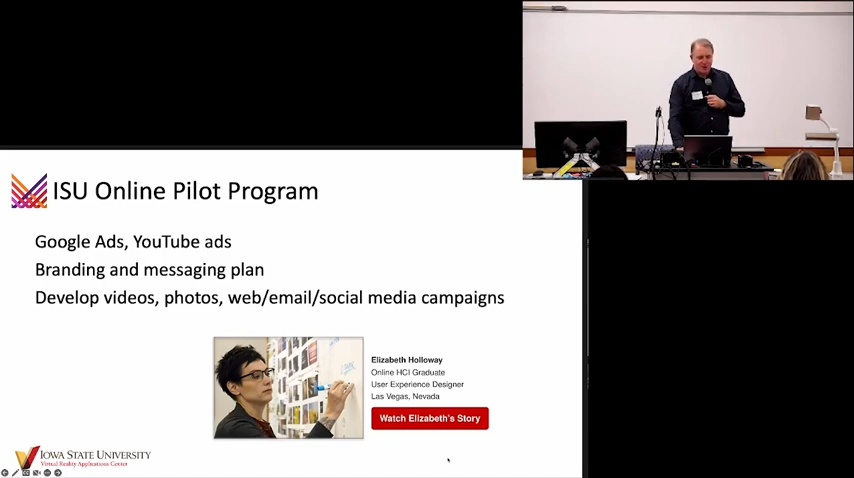 ISU Online Pilot Program
Google Ads, YouTube ads
Branding and messaging plan
Develop videos, photos, web/email/social media campaigns
Elizabeth Holloway
Online HCI Graduate
User Experience Designer
Las Vegas, Nevada
Watch Elizabeth's Story
IOWA STATE UNIVERSITY
Virtual Reality Applications Center